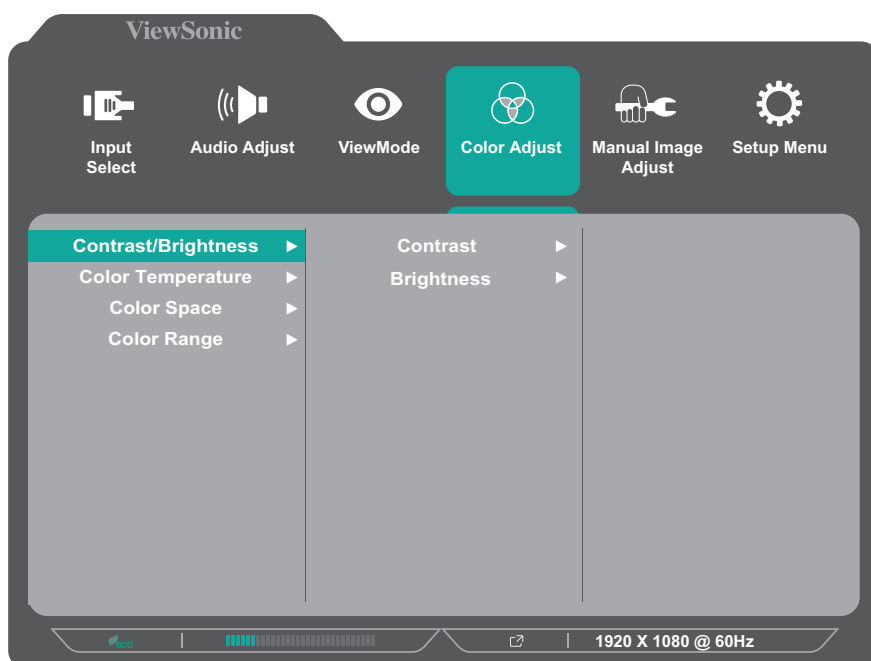 ViewSonic
Input Select
Audio Adjust
ViewMode
Color Adjust
Manual Image Adjust
Setup Menu
Contrast/Brightness
Contrast
Color Temperature
Brightness
Color Space
Color Range
eco
1920 X 1080 @ 60Hz